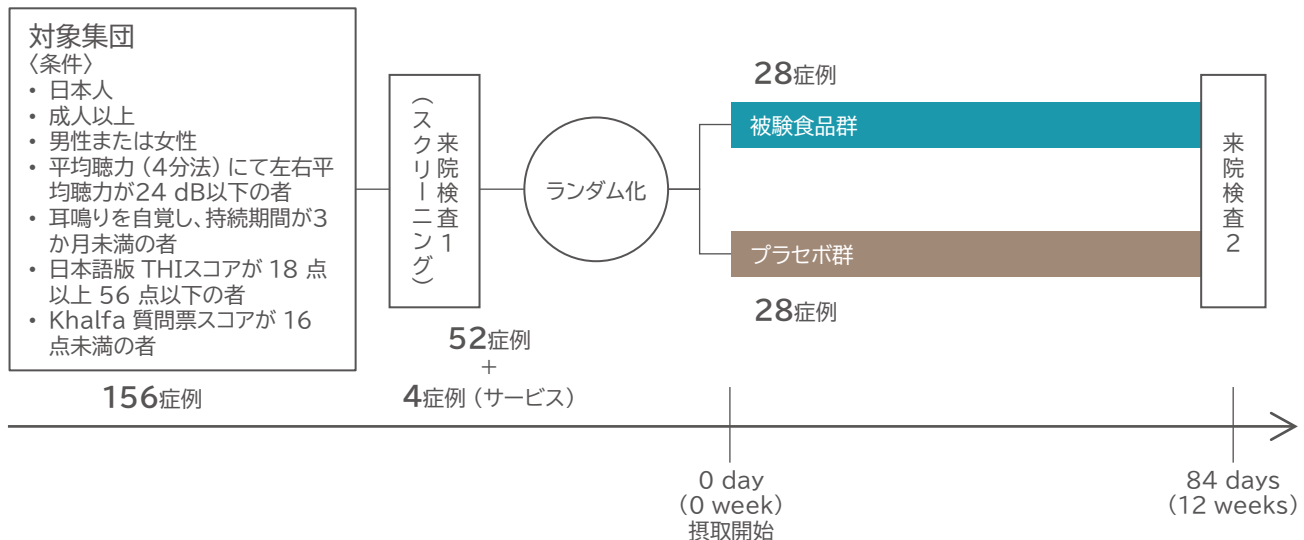 対象集団
〈条件〉
• 日本人
• 成人以上
• 男性または女性
• 平均聴力（4分法）にて左右平
均聴力が24 dB以下の者
• 耳鳴りを自覚し、持続期間が3
か月未満の者
• 日本語版 THIスコアが 18 点
以上 56 点以下の者
• Khalfa 質問票スコアが 16
点未満の者
156症例
来院検査1
（スクリーニング）
52症例
+
4症例（サービス）
ランダム化
28症例
被験食品群
プラセボ群
28症例
来院検査2
0 day
(0 week)
摂取開始
84 days
(12 weeks)